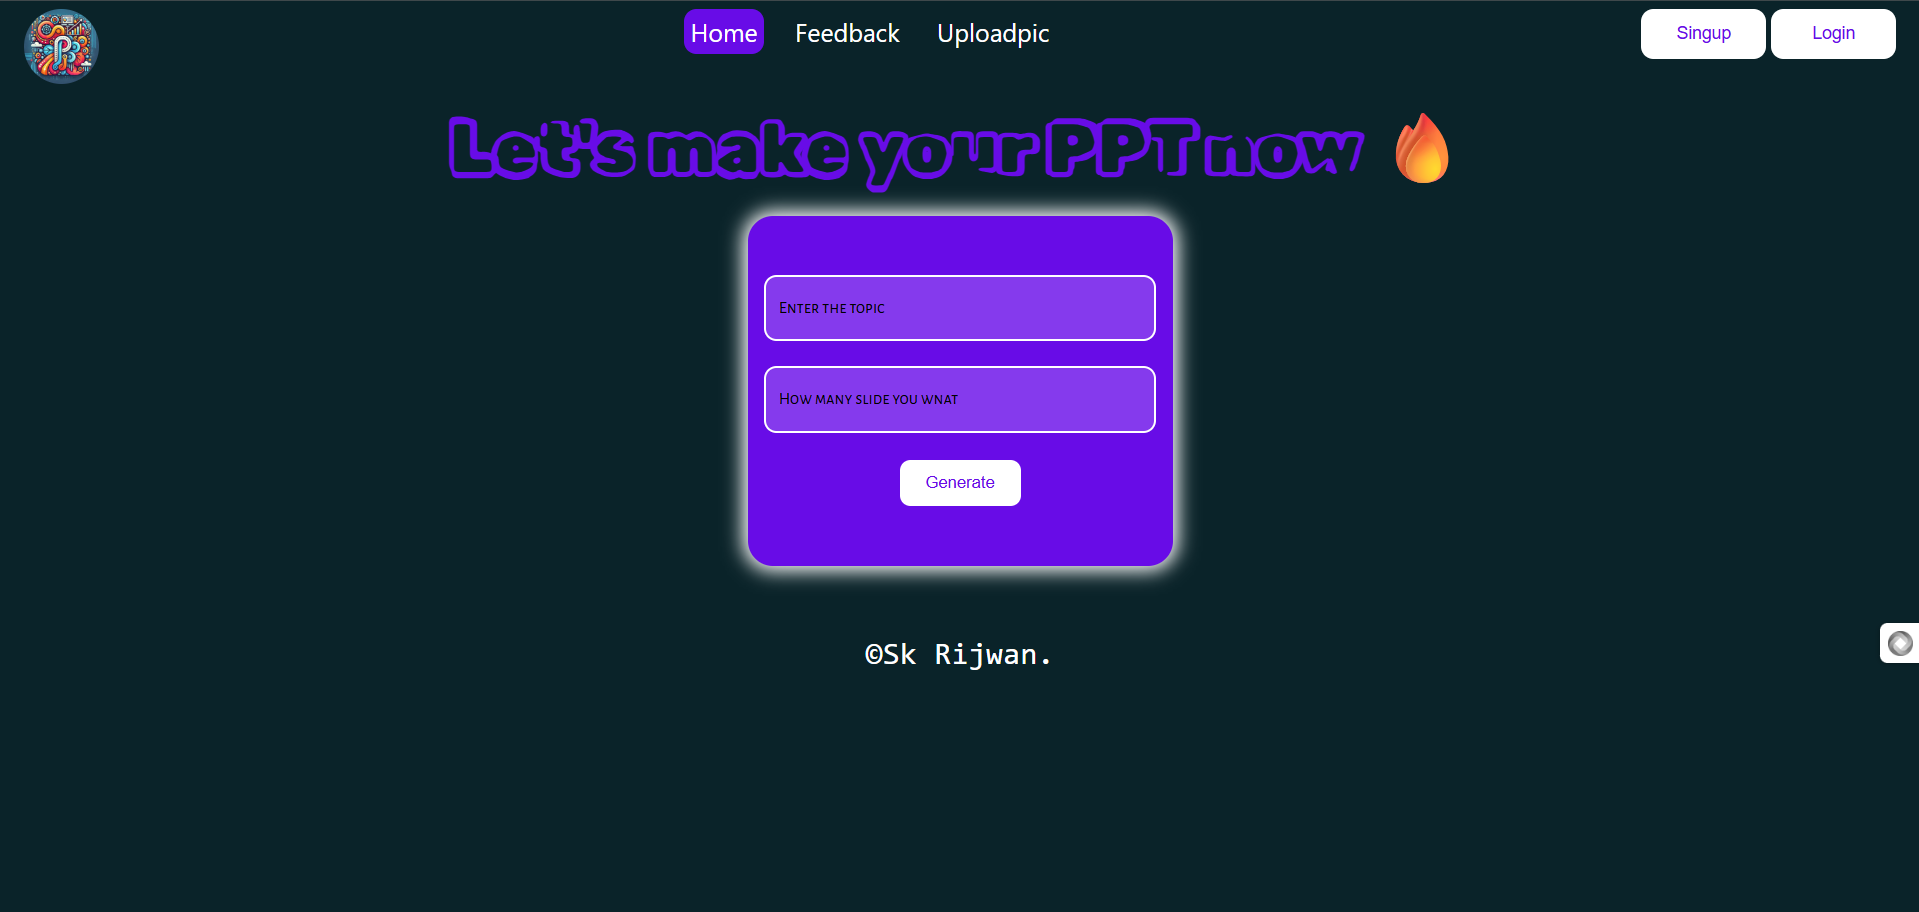 Home Feedback Uploadpic Singup Login
Let's make your PPT now 🔥
Enter the topic
How many slide you wnat
Generate
©Sk Rijwan.